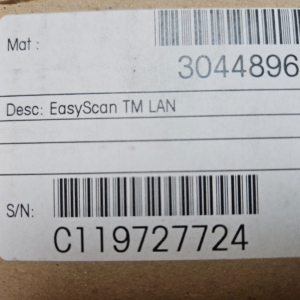 Mat :
3044896
Desc: EasyScan TM LAN
S/N:
C119727724